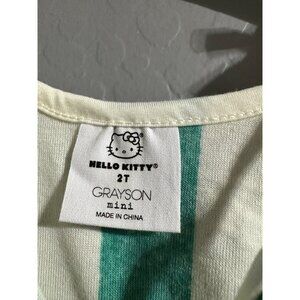 HELLO KITTY®
2T
GRAYSON
mini
MADE IN CHINA